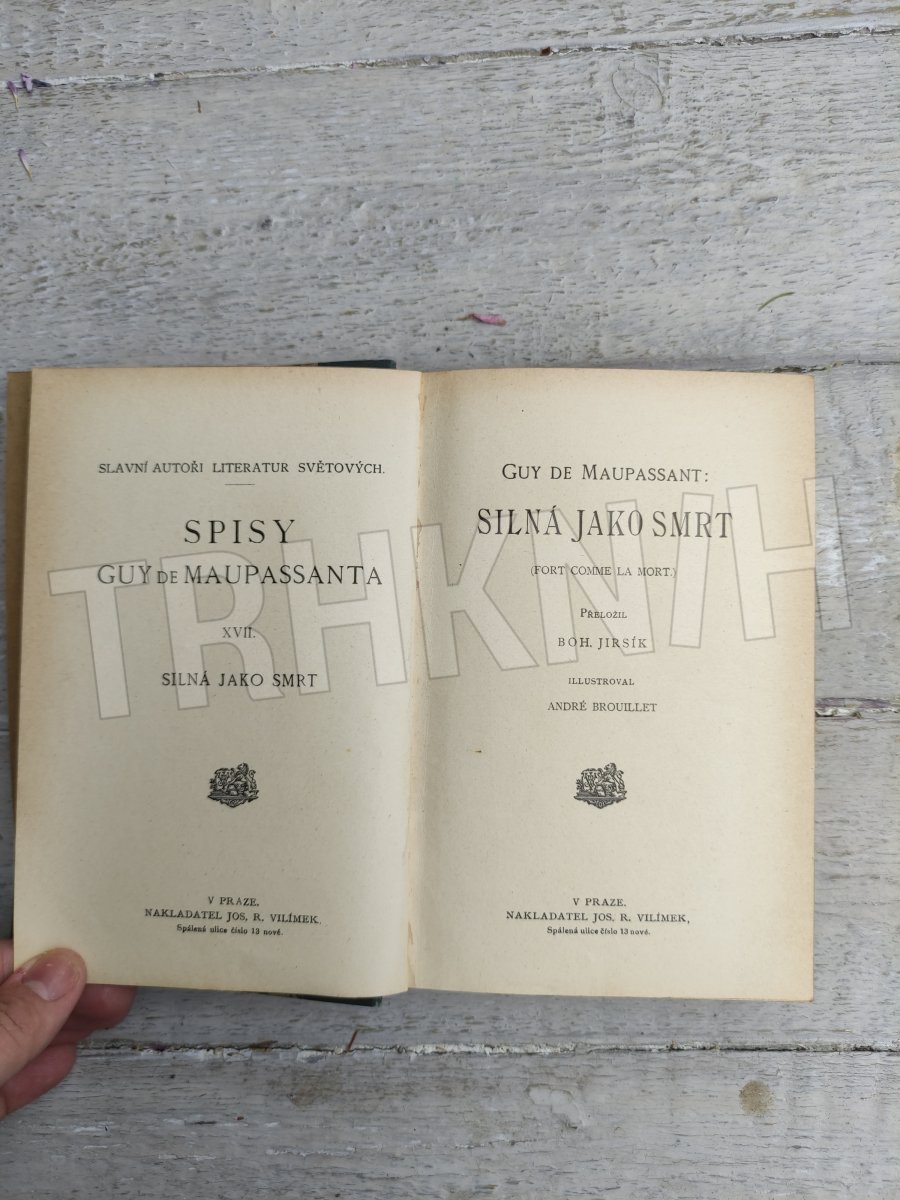 SLAVNÍ AUTOŘI LITERATUR SVĚTOVÝCH.
SPISY
GUY DE MAUPASSANTA
XVII.
SILNÁ JAKO SMRT
V PRAZE.
NAKLADATEL JOS. R. VILÍMEK.
Spálená ulice číslo 13 nové.
GUY DE MAUPASSANT:
SILNÁ JAKO SMRT
(FORT COMME LA MORT.)
PŘELOŽIL
BOH. JIRSÍK
ILLUSTROVAL
ANDRÉ BROUILLET
V PRAZE.
NAKLADATEL JOS. R. VILÍMEK,
Spálená ulice číslo 13 nové.
TRHKNIH